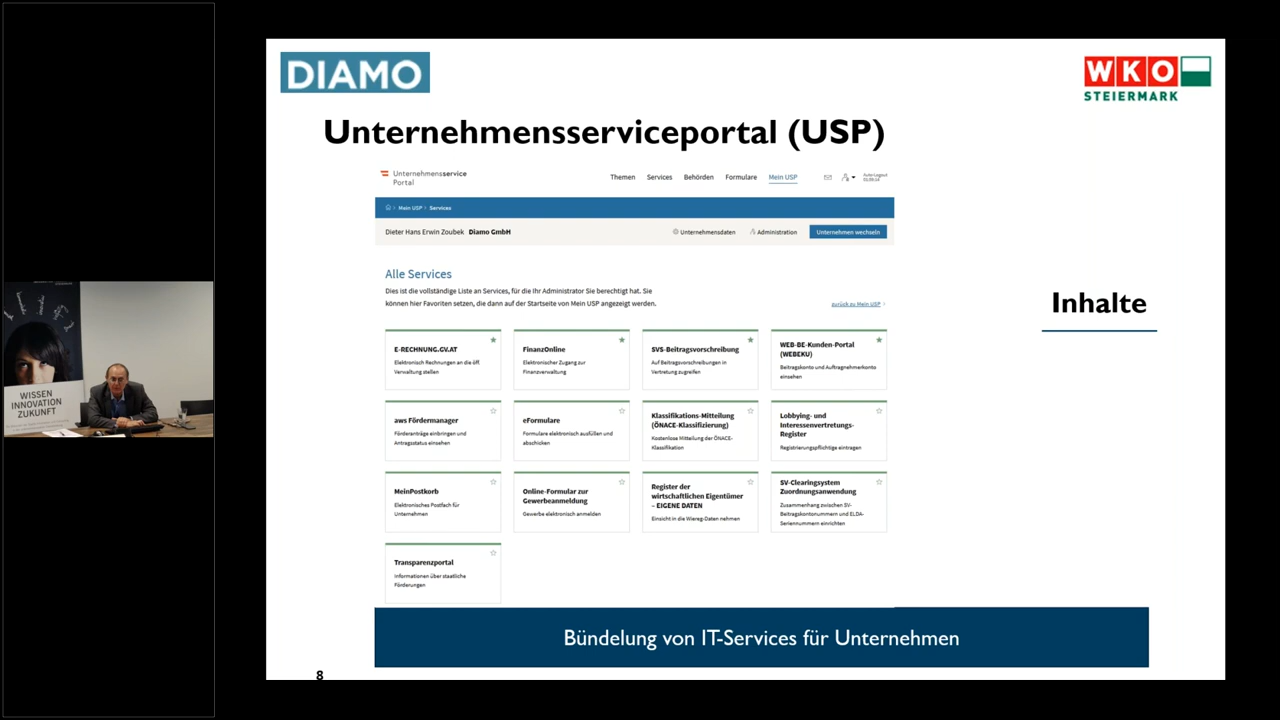 DIAMO
WKO
STEIERMARK
Unternehmensserviceportal (USP)
Unternehmensservice
Portal
Themen Services Behörden Formulare Mein USP
Auto-Logout
Mein USP › Services
Dieter Hans Erwin Zoubek Diamo GmbH
Unternehmensdaten Administration Unternehmen wechseln
Alle Services
Dies ist die vollständige Liste an Services, für die Ihr Administrator Sie berechtigt hat. Sie
können hier Favoriten setzen, die dann auf der Startseite von Mein USP angezeigt werden.
zurück zu Mein USP ›
Inhalte
E-RECHNUNG.GV.AT
Elektronisch Rechnungen an die öff.
Verwaltung stellen
FinanzOnline
Elektronischer Zugang zur
Finanzverwaltung
SVS-Beitragsvorschreibung
Auf Beitragsvorschreibungen in
Vertretung zugreifen
WEB-BE-Kunden-Portal
(WEBEKU)
Beitragskonto und Auftragnehmerkonto
einsehen
aws Fördermanager
Förderanträge einbringen und
Antragsstatus einsehen
eFormulare
Formulare elektronisch ausfüllen und
abschicken
Klassifikations-Mitteilung
(ÖNACE-Klassifizierung)
Kostenlose Mitteilung der ÖNACE-
Klassifikation
Lobbying- und
Interessenvertretungs-
Register
Registrierungspflichtige eintragen
MeinPostkorb
Elektronisches Postfach für
Unternehmen
Online-Formular zur
Gewerbeanmeldung
Gewerbe elektronisch anmelden
Register der
wirtschaftlichen Eigentümer
– EIGENE DATEN
Einsicht in die Wiereg-Daten nehmen
SV-Clearingsystem
Zuordnungsanwendung
Zusammenhang zwischen SV-
Beitragskontonummern und ELDA-
Seriennummern einrichten
Transparenzportal
Informationen über staatliche
Förderungen
Bündelung von IT-Services für Unternehmen
8
WISSEN
INNOVATION
ZUKUNFT